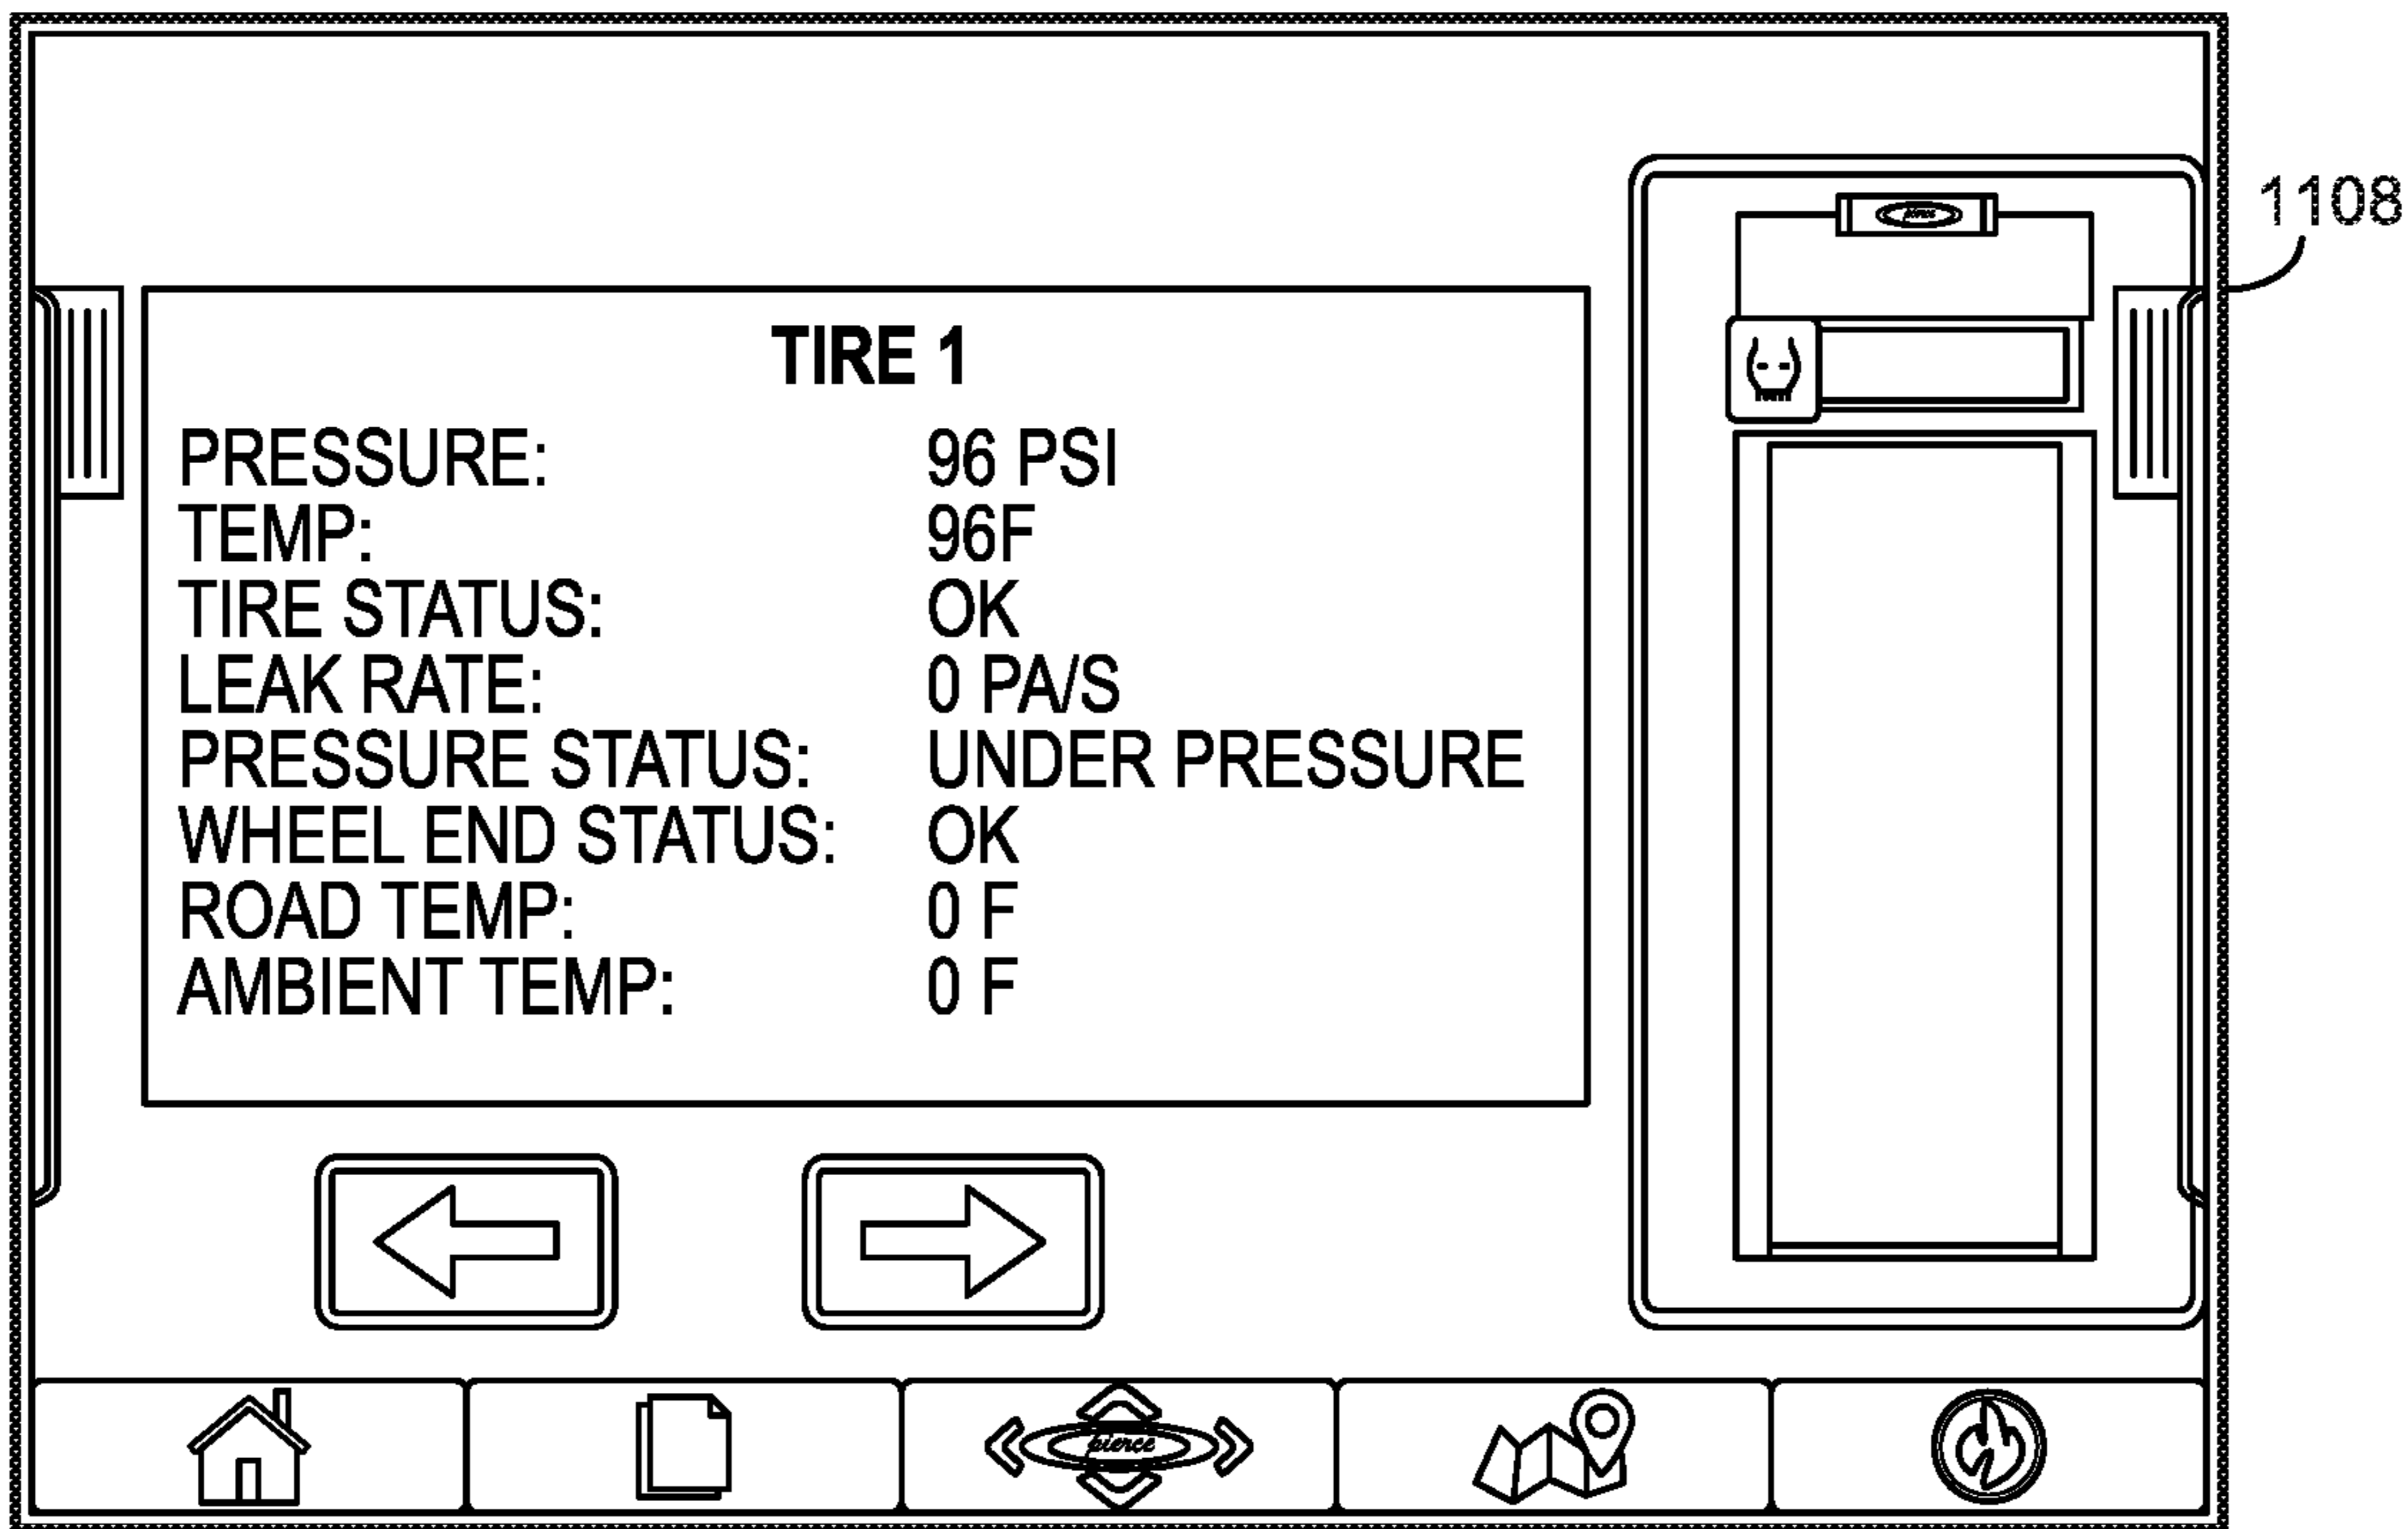 pierce
1108
TIRE 1
PRESSURE: 96 PSI
TEMP: 96F
TIRE STATUS: OK
LEAK RATE: 0 PA/S
PRESSURE STATUS: UNDER PRESSURE
WHEEL END STATUS: OK
ROAD TEMP: 0 F
AMBIENT TEMP: 0 F
pierce